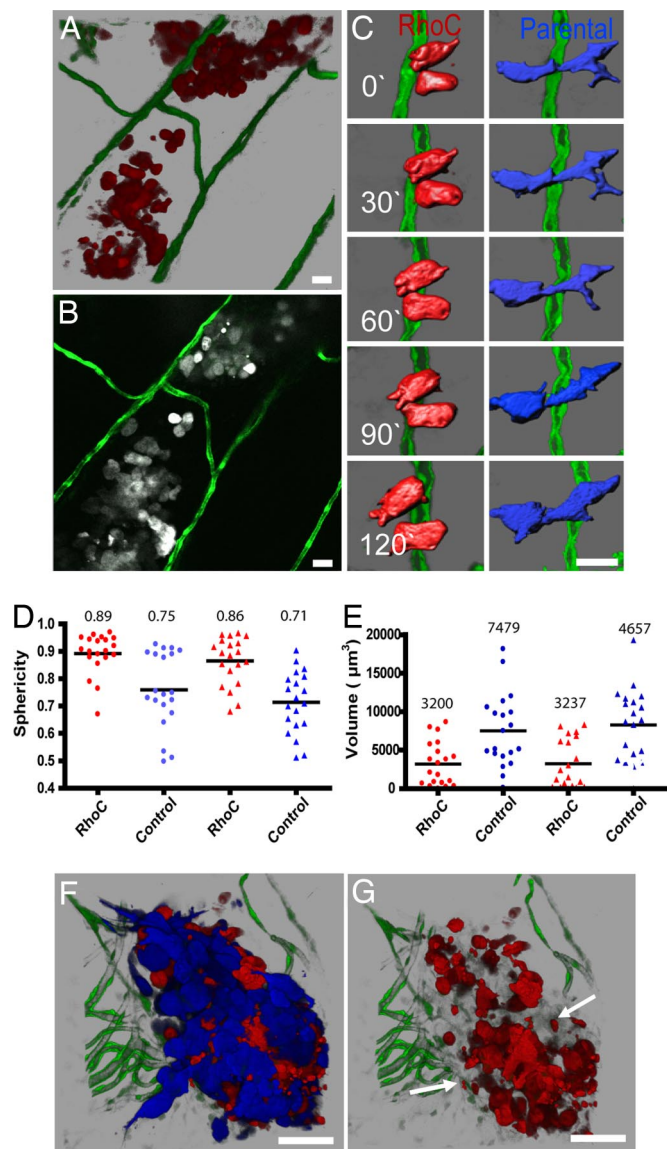 A
B
C
RhoC
Parental
0`
30`
60`
90`
120`
D
0.89 0.75 0.86 0.71
Sphericity
1.0
0.9
0.8
0.7
0.6
0.5
0.4
RhoC Control RhoC Control
E
7479 4657
3200 3237
Volume ( µm³)
20000
15000
10000
5000
0
RhoC Control RhoC Control
F
G